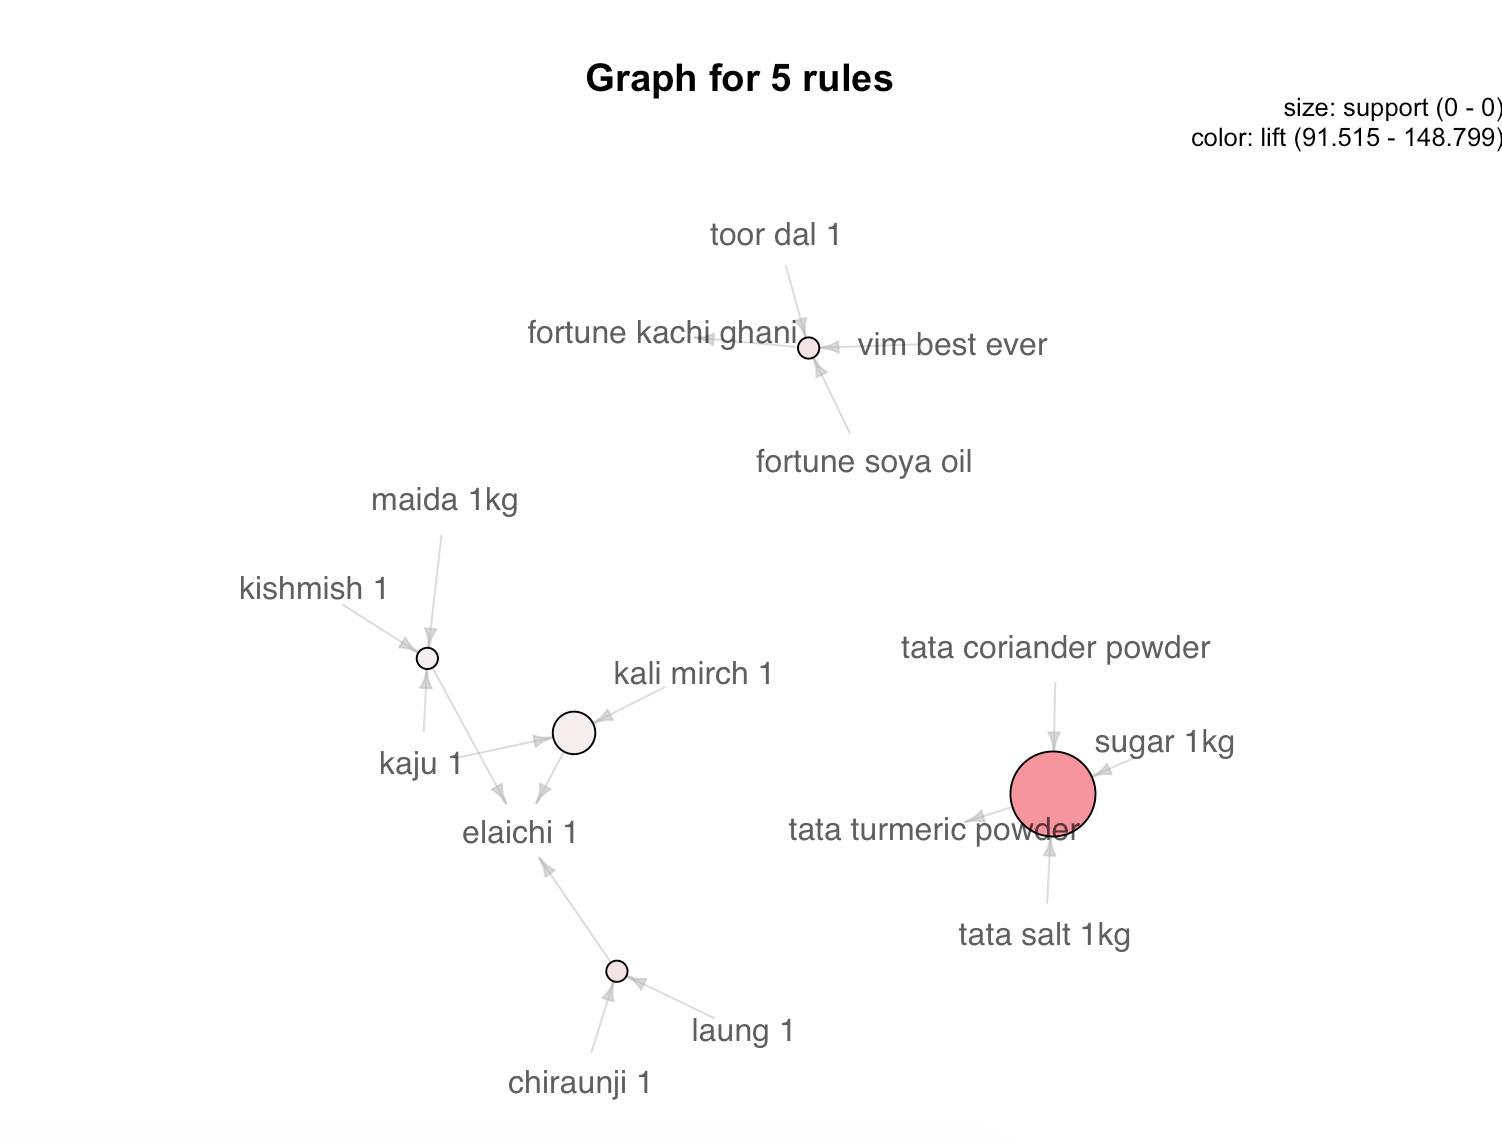 Graph for 5 rules
size: support (0 - 0)
color: lift (91.515 - 148.799)
toor dal 1
fortune kachi ghani
vim best ever
fortune soya oil
maida 1kg
kishmish 1
tata coriander powder
kali mirch 1
sugar 1kg
kaju 1
elaichi 1
tata turmeric powder
tata salt 1kg
laung 1
chiraunji 1